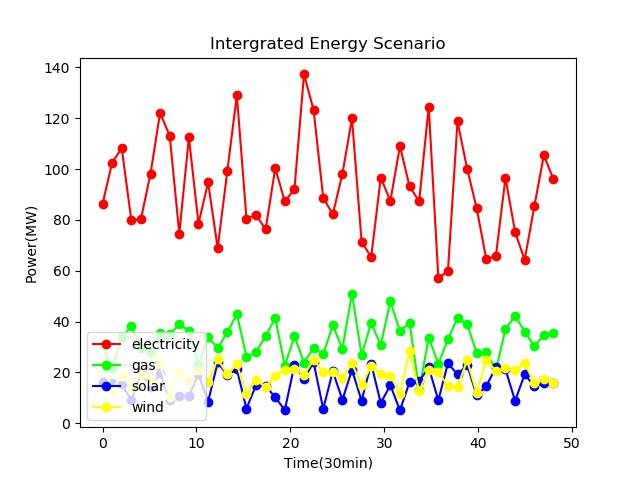 Intergrated Energy Scenario
Power(MW)
140
120
100
80
60
40
20
0
electricity
gas
solar
wind
0 10 20 30 40 50
Time(30min)